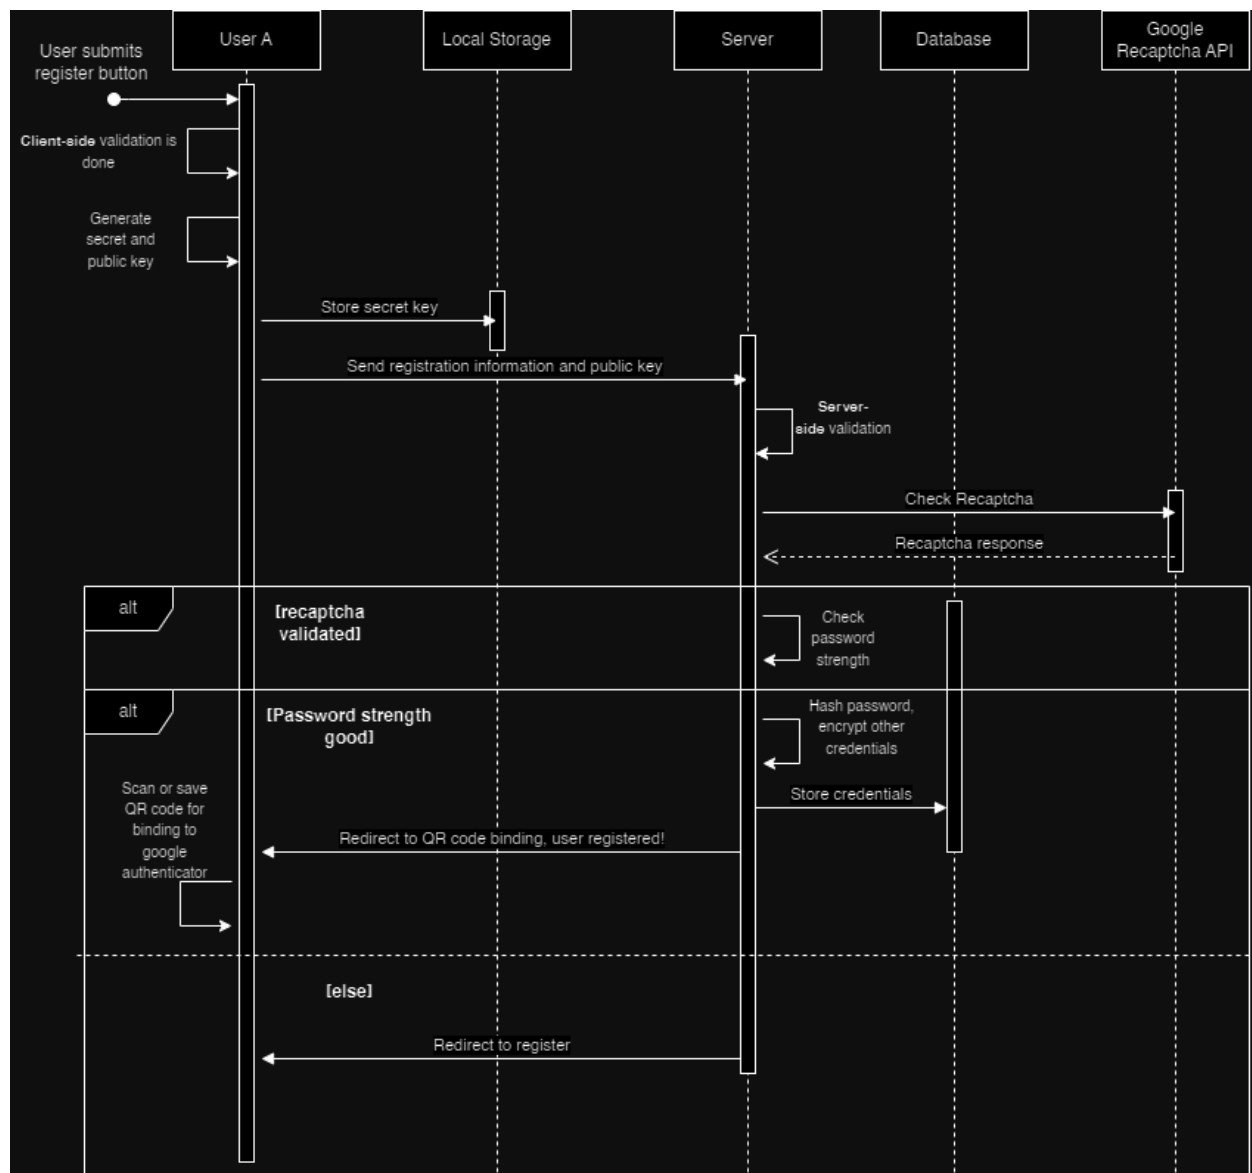 User submits
register button
User A
Local Storage
Server
Database
Google
Recaptcha API
Client-side validation is
done
Generate
secret and
public key
Store secret key
Send registration information and public key
Server-
side validation
Check Recaptcha
Recaptcha response
alt
[recaptcha
validated]
Check
password
strength
alt
[Password strength
good]
Hash password,
encrypt other
credentials
Scan or save
QR code for
binding to
google
authenticator
Store credentials
Redirect to QR code binding, user registered!
[else]
Redirect to register